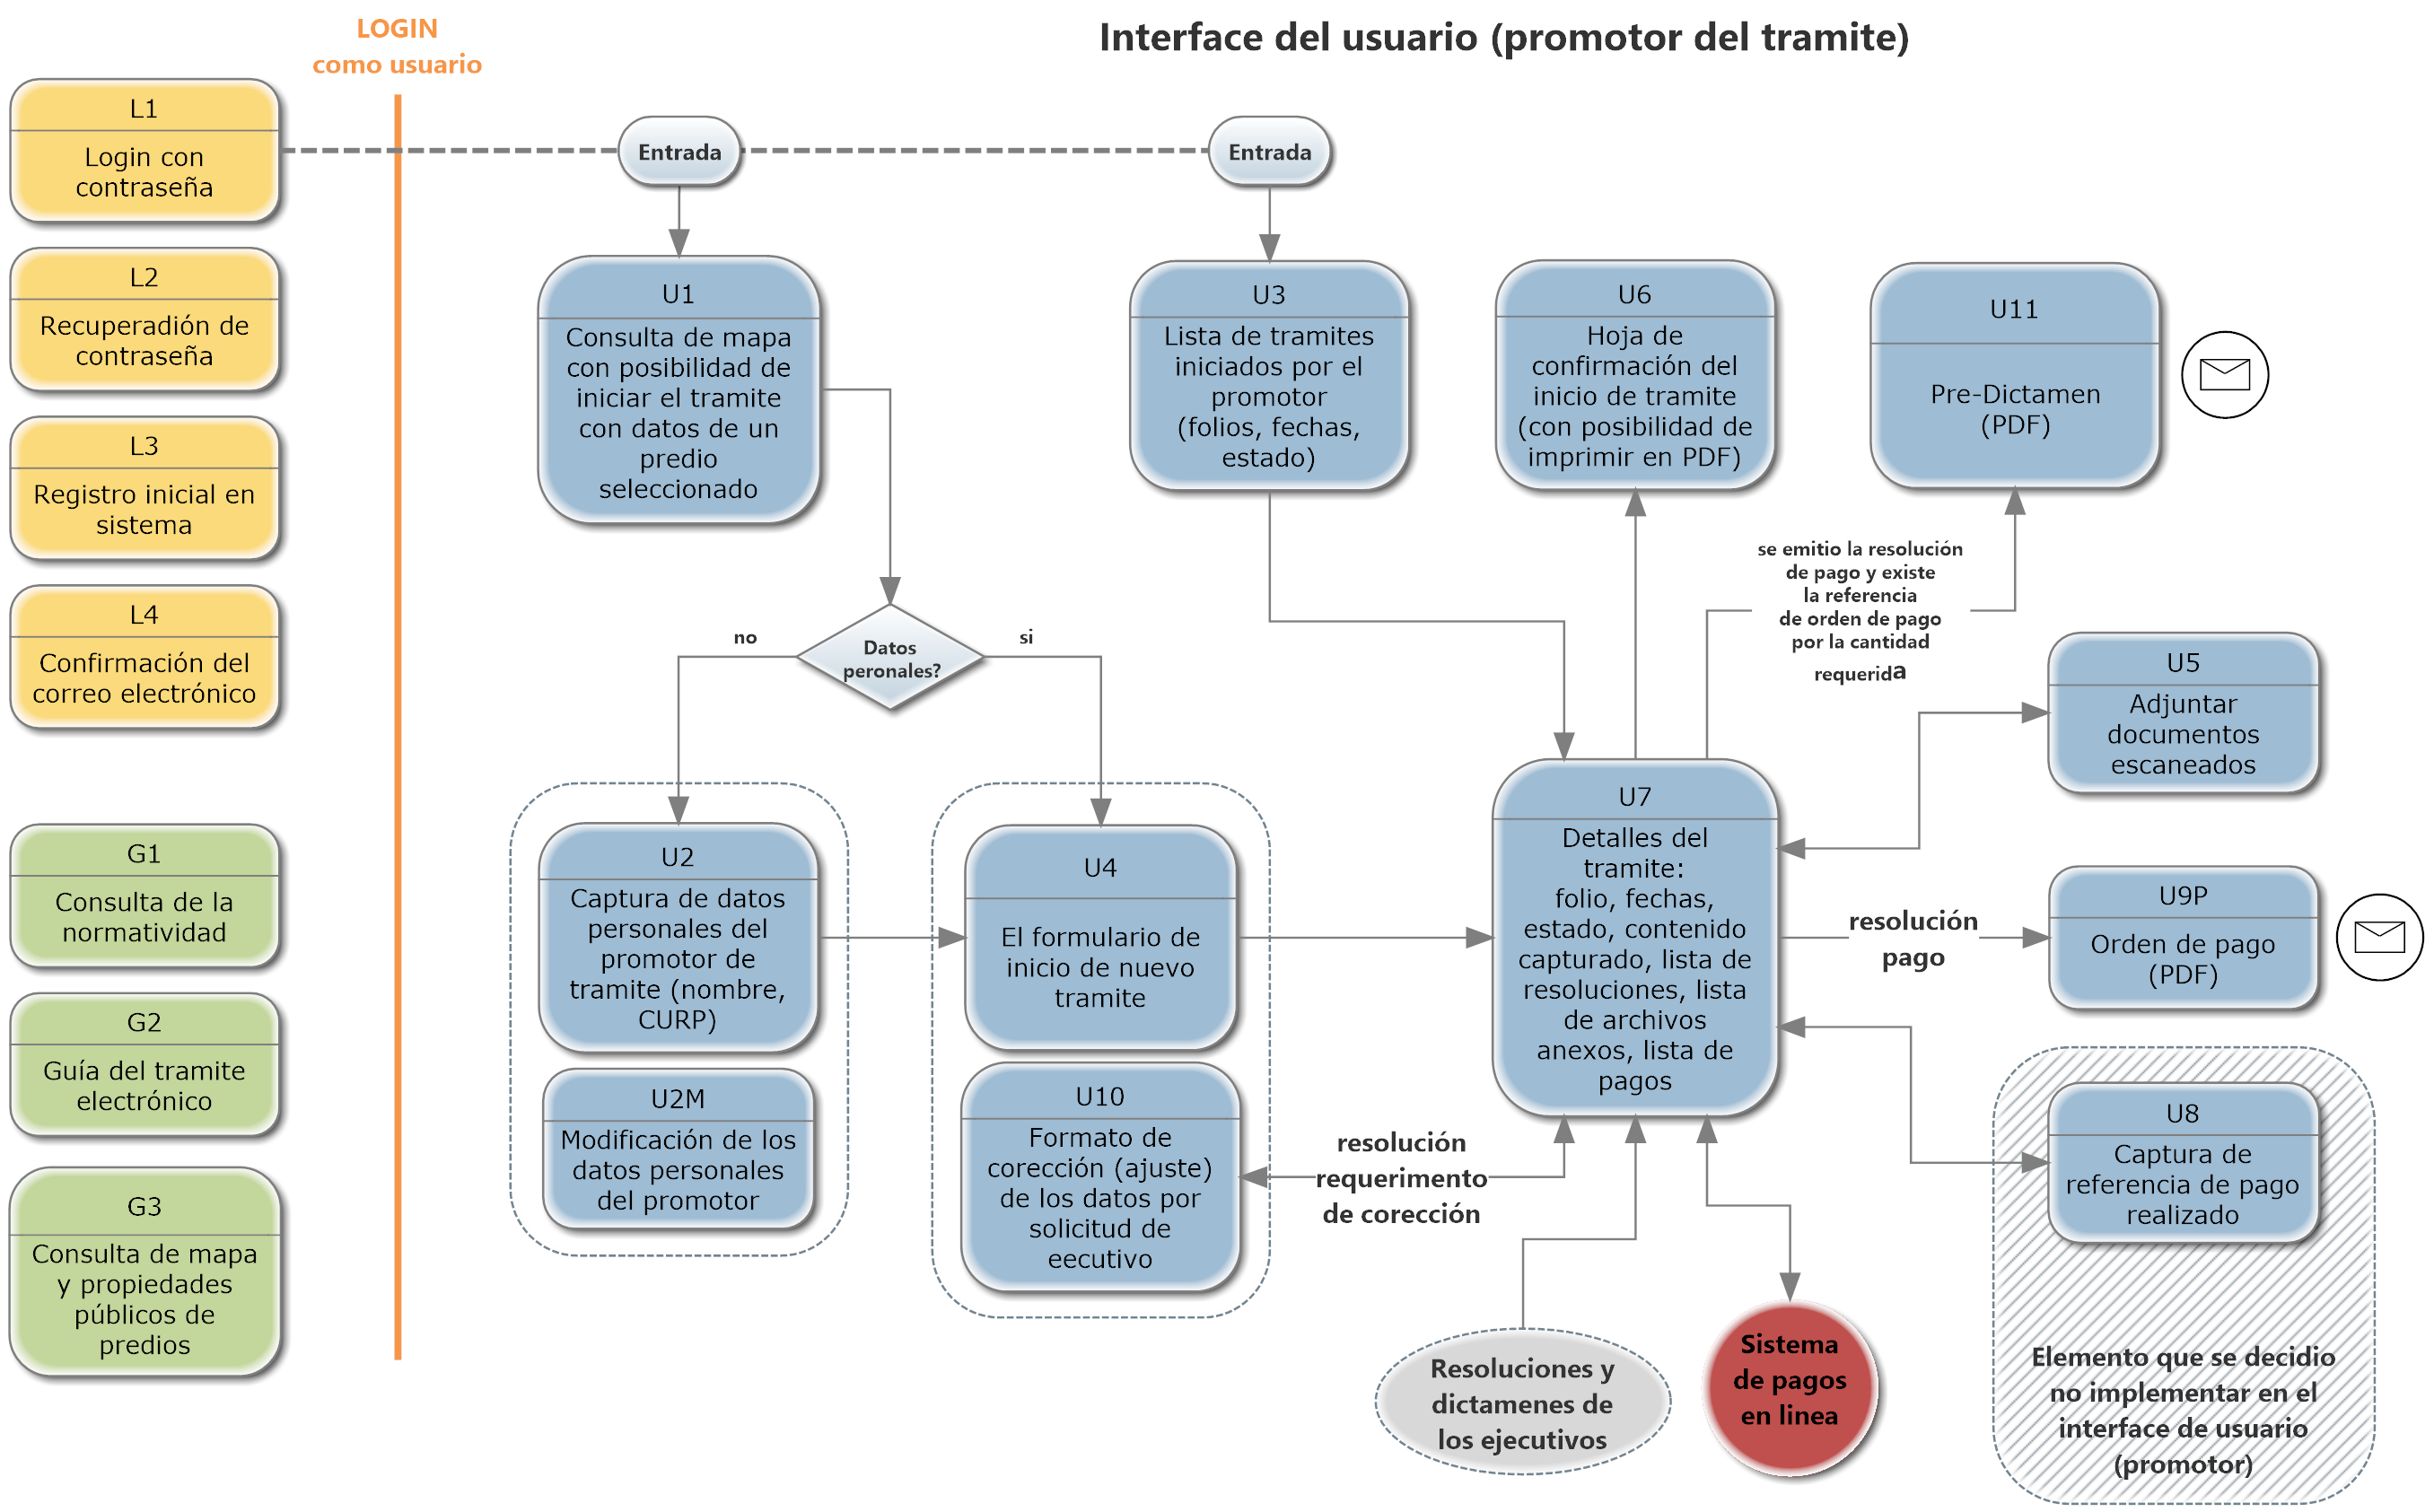 LOGIN
como usuario
Interface del usuario (promotor del tramite)
L1
Login con
contraseña
L2
Recuperadión de
contraseña
L3
Registro inicial en
sistema
L4
Confirmación del
correo electrónico
G1
Consulta de la
normatividad
G2
Guía del tramite
electrónico
G3
Consulta de mapa
y propiedades
públicos de
predios
Entrada
Entrada
U1
Consulta de mapa
con posibilidad de
iniciar el tramite
con datos de un
predio
seleccionado
U3
Lista de tramites
iniciados por el
promotor
(folios, fechas,
estado)
U6
Hoja de
confirmación del
inicio de tramite
(con posibilidad de
imprimir en PDF)
U11
Pre-Dictamen
(PDF)
se emitio la resolución
de pago y existe
la referencia
de orden de pago
por la cantidad
requerida
no
Datos
peronales?
si
U5
Adjuntar
documentos
escaneados
U2
Captura de datos
personales del
promotor de
tramite (nombre,
CURP)
U2M
Modificación de los
datos personales
del promotor
U4
El formulario de
inicio de nuevo
tramite
U10
Formato de
corección (ajuste)
de los datos por
solicitud de
eecutivo
U7
Detalles del
tramite:
folio, fechas,
estado, contenido
capturado, lista de
resoluciones, lista
de archivos
anexos, lista de
pagos
resolución
pago
U9P
Orden de pago
(PDF)
resolución
requerimento
de corección
U8
Captura de
referencia de pago
realizado
Elemento que se decidio
no implementar en el
interface de usuario
(promotor)
Resoluciones y
dictamenes de
los ejecutivos
Sistema
de pagos
en linea